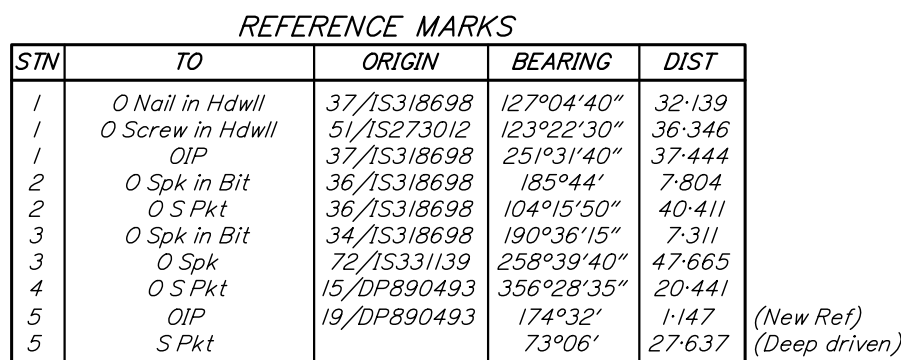 REFERENCE MARKS
STN TO ORIGIN BEARING DIST
1 O Nail in Hdwll 37/IS318698 127°04'40" 32·139
1 O Screw in Hdwll 51/IS273012 123°22'30" 36·346
1 OIP 37/IS318698 251°31'40" 37·444
2 O Spk in Bit 36/IS318698 185°44' 7·804
2 O S Pkt 36/IS318698 104°15'50" 40·411
3 O Spk in Bit 34/IS318698 190°36'15" 7·311
3 O Spk 72/IS331139 258°39'40" 47·665
4 O S Pkt 15/DP890493 356°28'35" 20·441
5 OIP 19/DP890493 174°32' 1·147 (New Ref)
5 S Pkt 73°06' 27·637 (Deep driven)